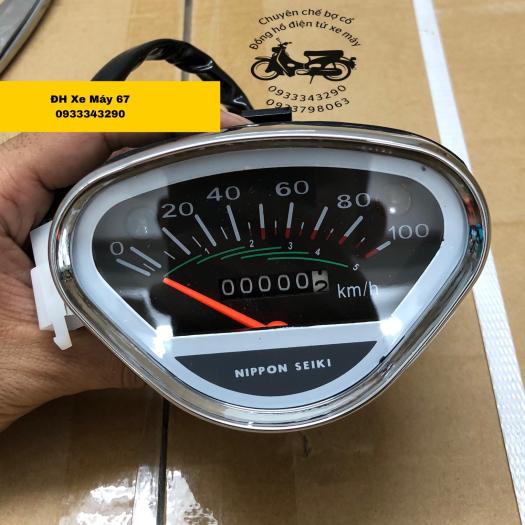 Chuyên chế bợ cổ
Đồng hồ điện tử xe máy
0933343290
0933798063
ĐH Xe Máy 67
0933343290
0 20 40 60 80 100
1 2 3 4 5
00000
km/h
NIPPON SEIKI